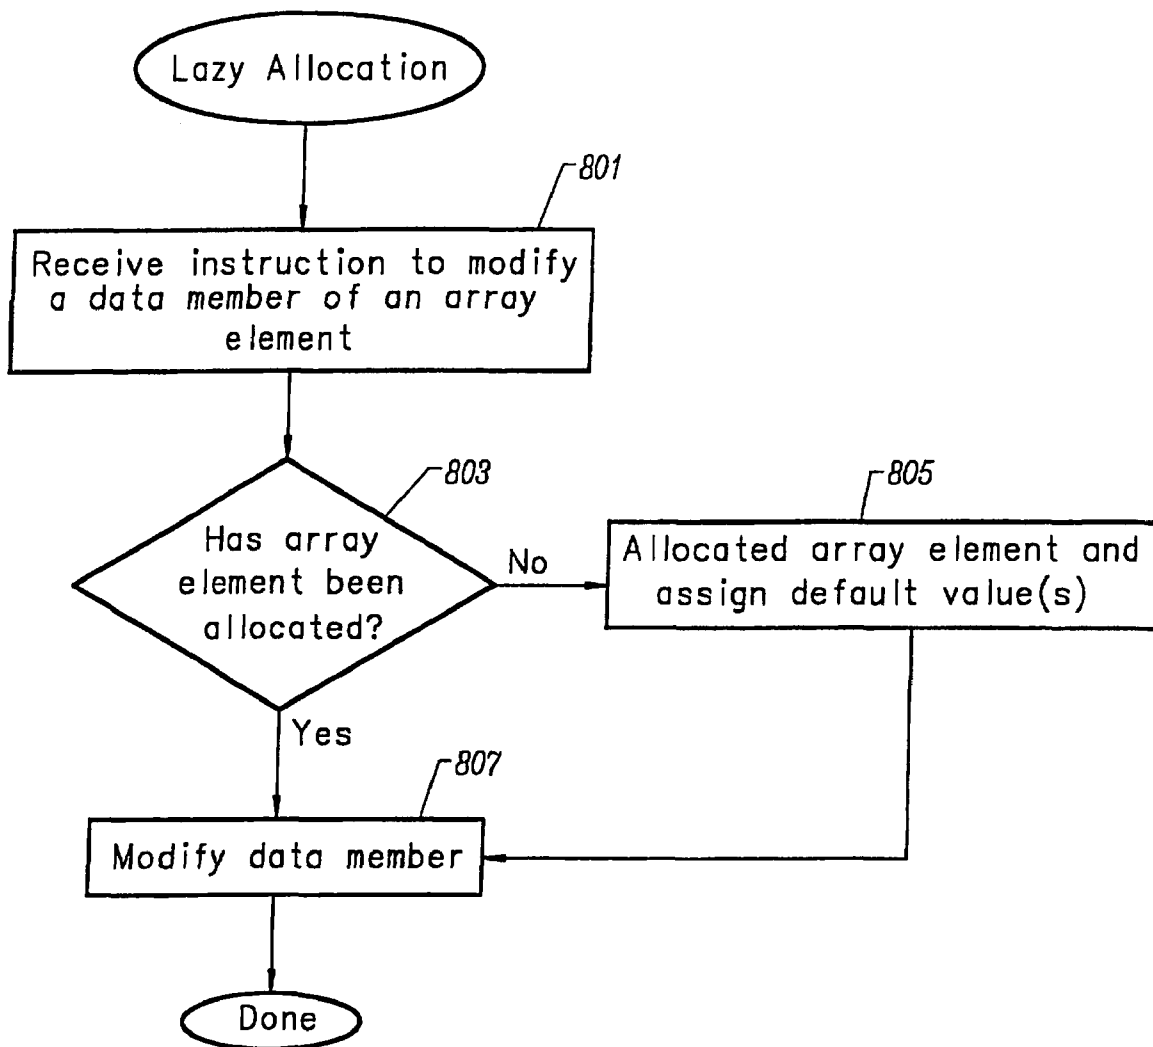 Lazy Allocation
801
Receive instruction to modify
a data member of an array
element
803
Has array
element been
allocated?
No
805
Allocated array element and
assign default value(s)
Yes
807
Modify data member
Done